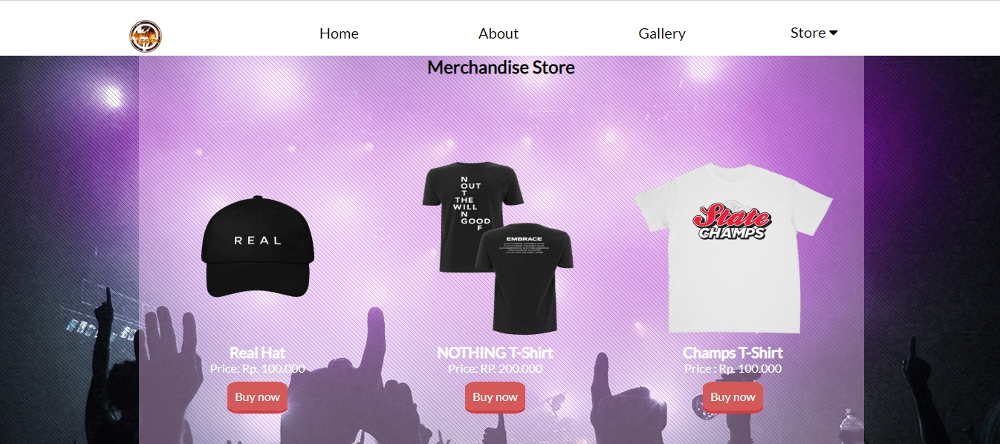 Home
About
Gallery
Store
Merchandise Store
REAL
N
OUT
T
THE
WILL
N
GOOD
F
EMBRACE
State
CHAMPS
Real Hat
NOTHING T-Shirt
Champs T-Shirt
Price: Rp. 100.000
Price: RP. 200.000
Price : Rp. 100.000
Buy now
Buy now
Buy now